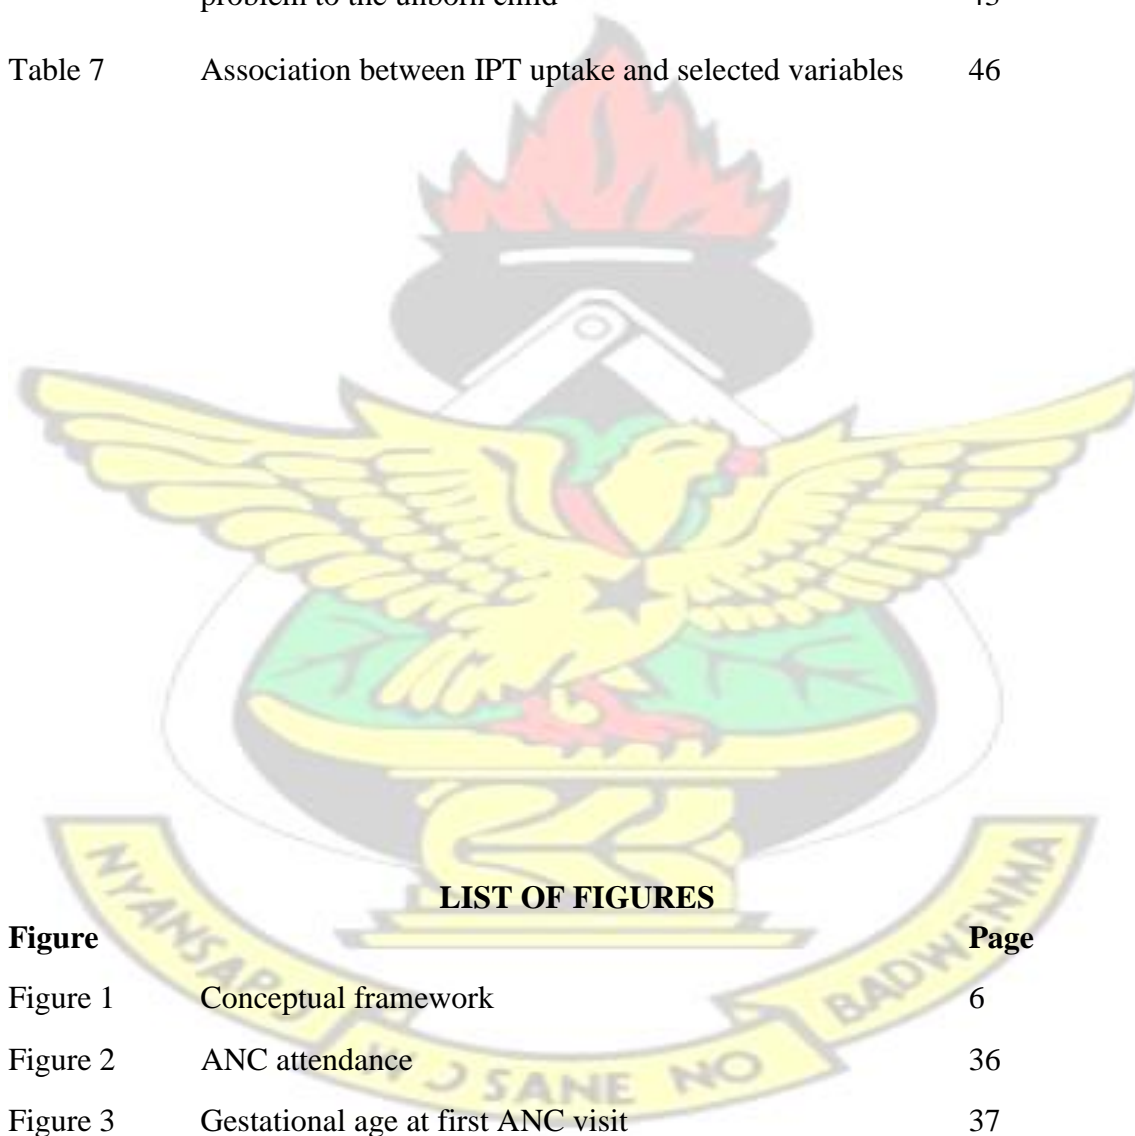 problem to the unborn child 45
Table 7 Association between IPT uptake and selected variables 46
LIST OF FIGURES
Figure Page
Figure 1 Conceptual framework 6
Figure 2 ANC attendance 36
Figure 3 Gestational age at first ANC visit 37
NYANSAPO WƆ SANE NO BADWENMA